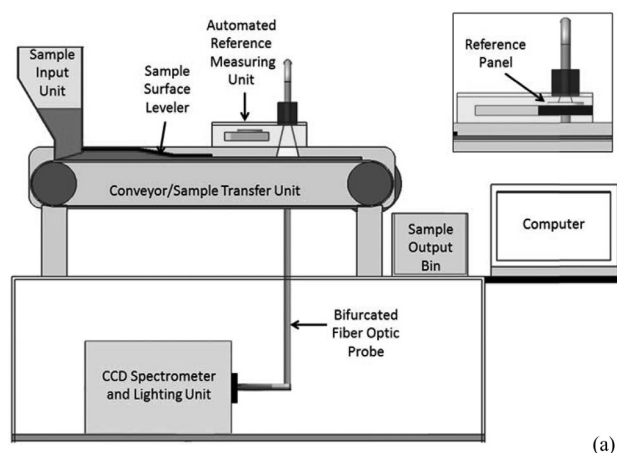 Sample
Input
Unit
Sample
Surface
Leveler
Automated
Reference
Measuring
Unit
Reference
Panel
Conveyor/Sample Transfer Unit
Sample
Output
Bin
Computer
Bifurcated
Fiber Optic
Probe
CCD Spectrometer
and Lighting Unit
(a)